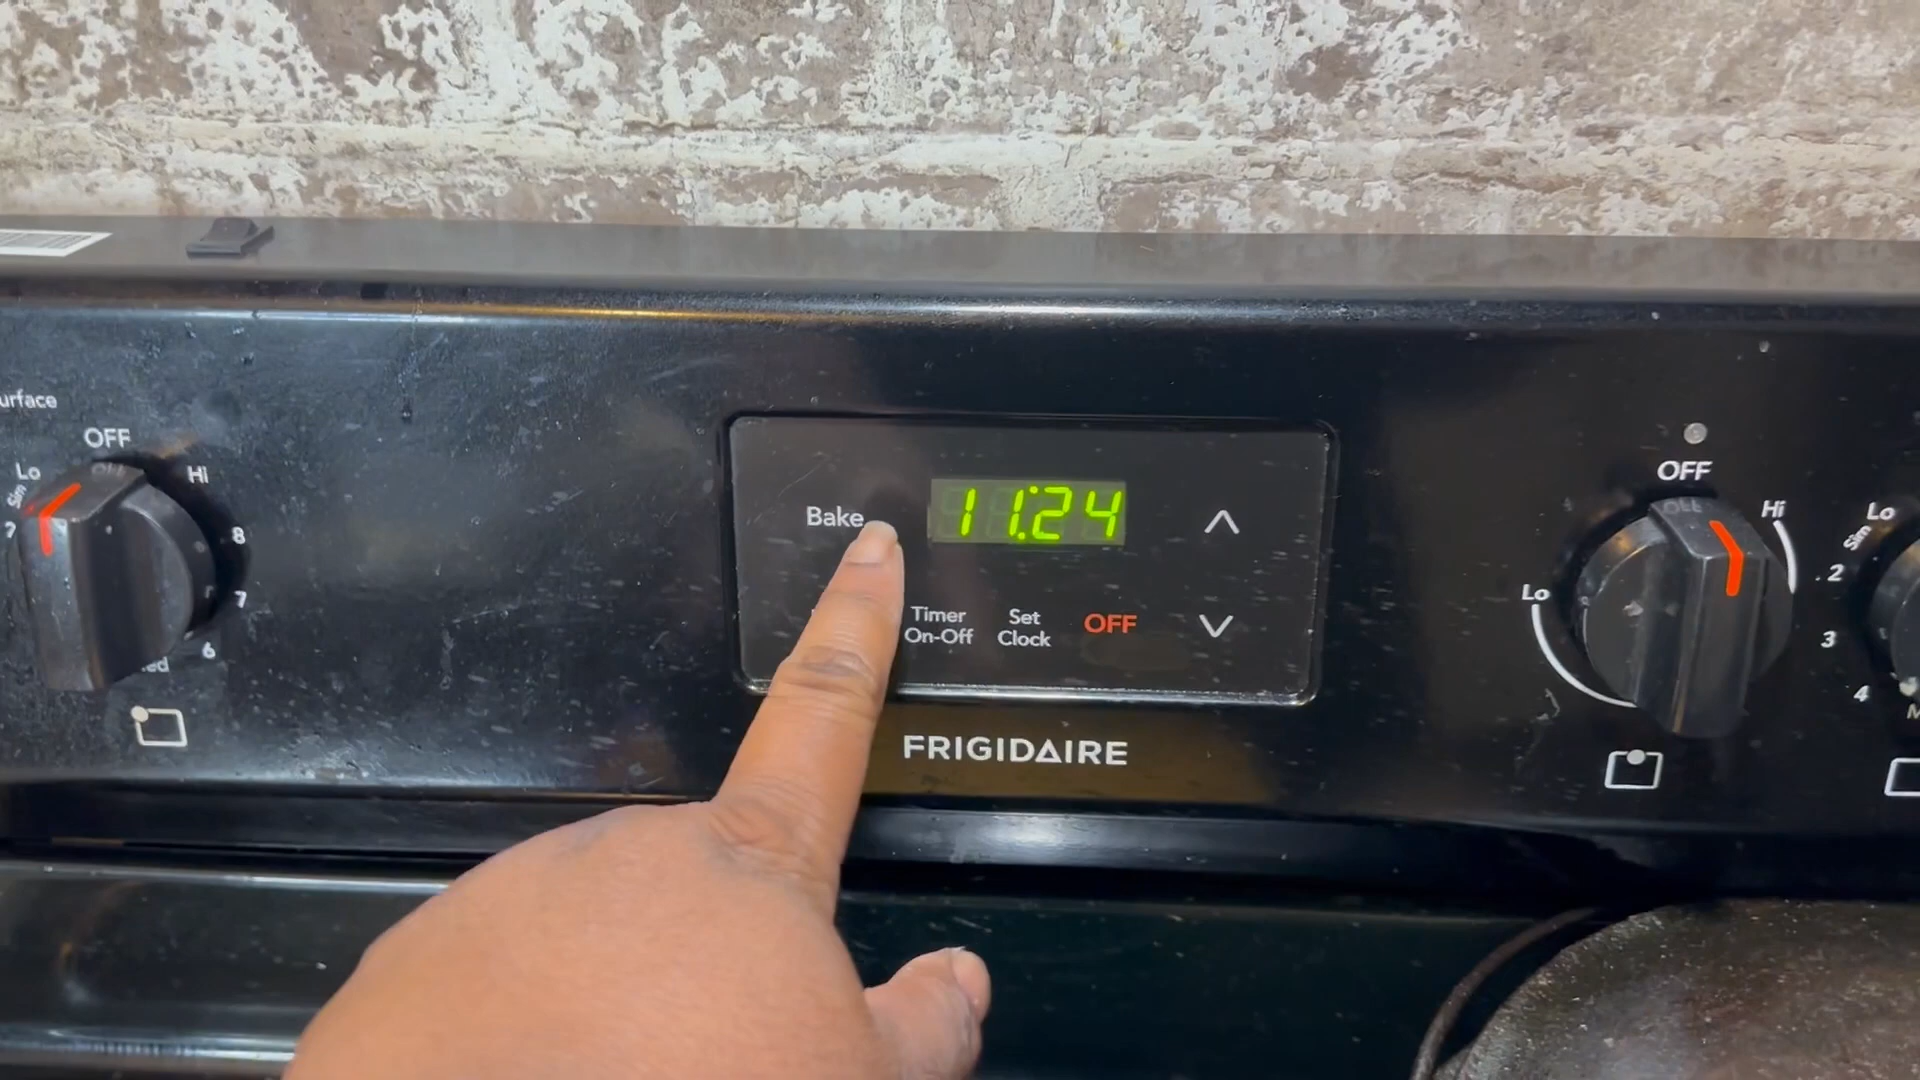 urface
OFF
Lo
Hi
Sim
8
7
6
Bake
11:24
Timer
On-Off
Set
Clock
OFF
FRIGIDAIRE
OFF
Hi
Lo
Lo
Sim
2
3
4